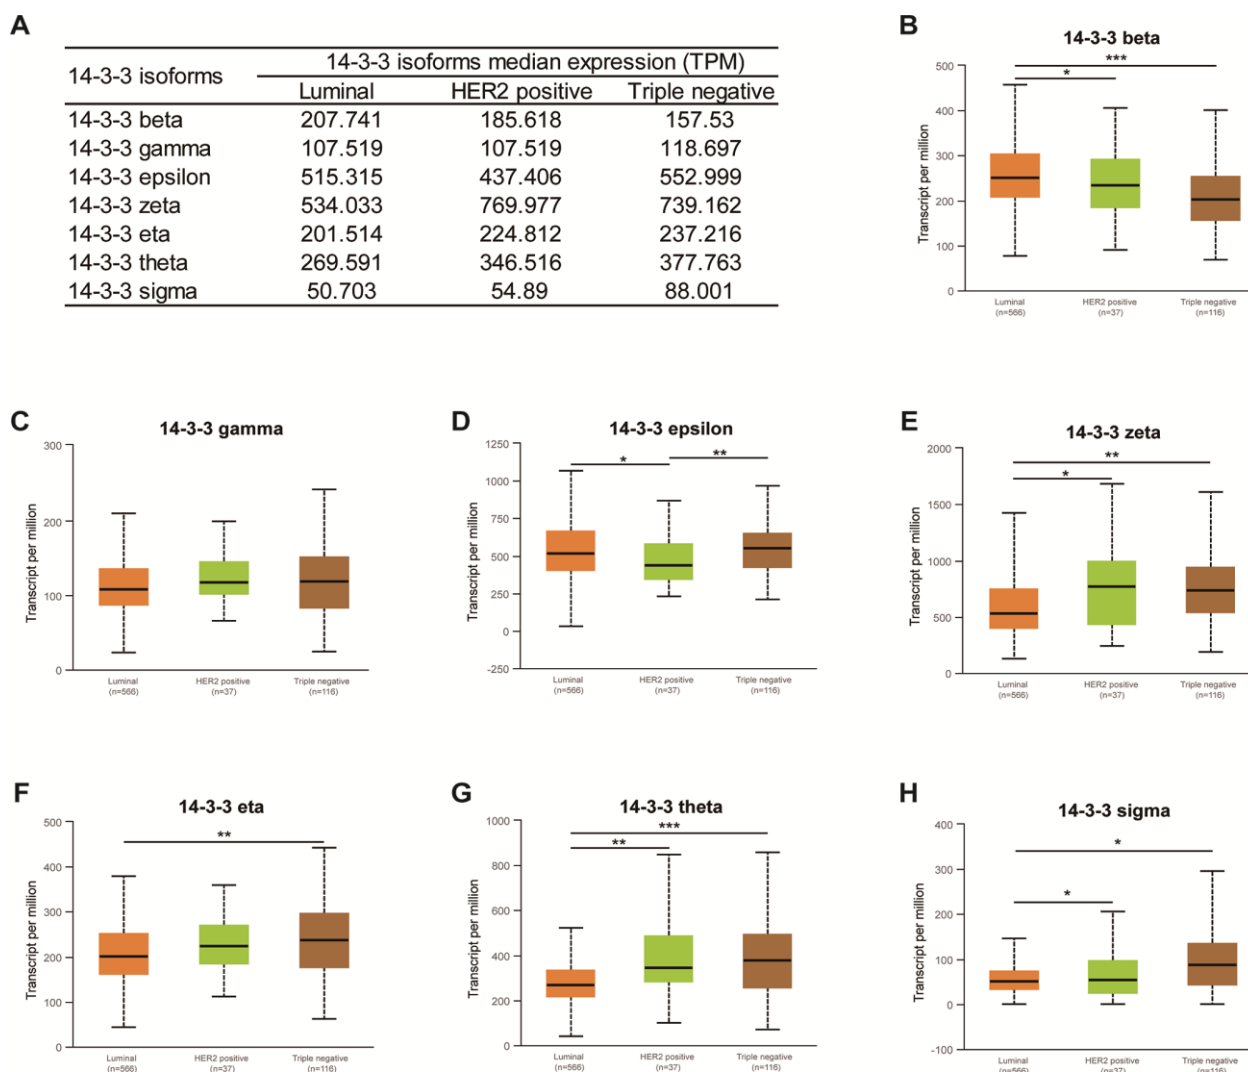 A
14-3-3 isoforms
14-3-3 isoforms median expression (TPM)
Luminal HER2 positive Triple negative
14-3-3 beta 207.741 185.618 157.53
14-3-3 gamma 107.519 107.519 118.697
14-3-3 epsilon 515.315 437.406 552.999
14-3-3 zeta 534.033 769.977 739.162
14-3-3 eta 201.514 224.812 237.216
14-3-3 theta 269.591 346.516 377.763
14-3-3 sigma 50.703 54.89 88.001
B
14-3-3 beta
Transcript per million
500
400
300
200
100
0
*
***
Luminal HER2 positive Triple negative
(n=566) (n=37) (n=116)
C
14-3-3 gamma
Transcript per million
300
200
100
0
Luminal HER2 positive Triple negative
(n=566) (n=37) (n=116)
D
14-3-3 epsilon
Transcript per million
1250
1000
750
500
250
0
-250
* **
Luminal HER2 positive Triple negative
(n=566) (n=37) (n=116)
E
14-3-3 zeta
Transcript per million
2000
1500
1000
500
0
**
*
Luminal HER2 positive Triple negative
(n=566) (n=37) (n=116)
F
14-3-3 eta
Transcript per million
500
400
300
200
100
0
**
Luminal HER2 positive Triple negative
(n=566) (n=37) (n=116)
G
14-3-3 theta
Transcript per million
1000
800
600
400
200
0
***
**
Luminal HER2 positive Triple negative
(n=566) (n=37) (n=116)
H
14-3-3 sigma
Transcript per million
400
300
200
100
0
-100
*
*
Luminal HER2 positive Triple negative
(n=566) (n=37) (n=116)